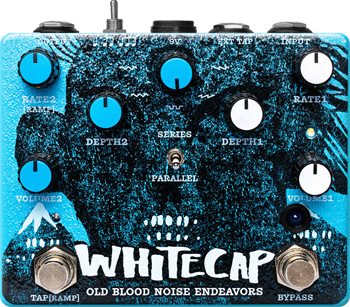 9V
SET TAP
INPUT
RATE2
[RAMP]
RATE1
DEPTH2
SERIES
DEPTH1
PARALLEL
VOLUME2
VOLUME1
WHITECAP
TAP[RAMP]
OLD BLOOD NOISE ENDEAVORS
BYPASS